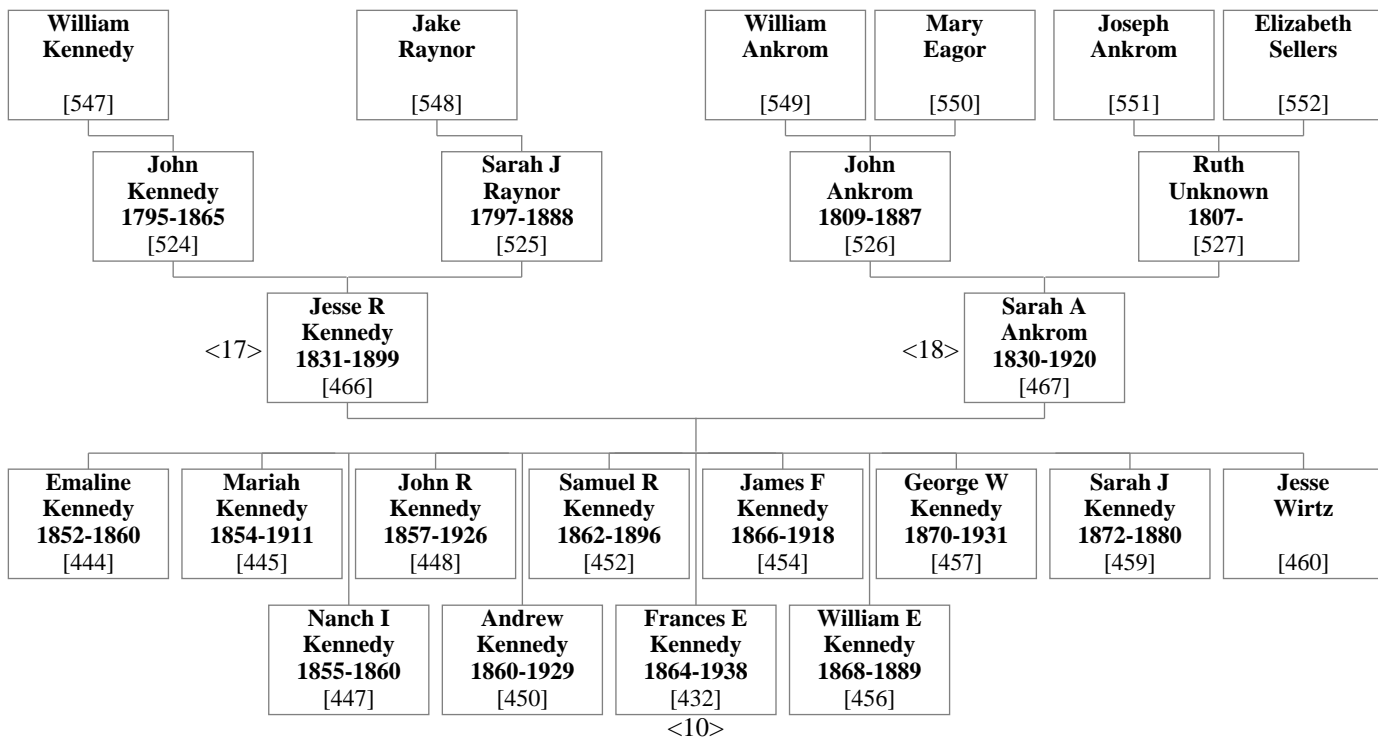 William
Kennedy
[547]
Jake
Raynor
[548]
William
Ankrom
[549]
Mary
Eagor
[550]
Joseph
Ankrom
[551]
Elizabeth
Sellers
[552]
John
Kennedy
1795-1865
[524]
Sarah J
Raynor
1797-1888
[525]
John
Ankrom
1809-1887
[526]
Ruth
Unknown
1807-
[527]
<17>
Jesse R
Kennedy
1831-1899
[466]
<18>
Sarah A
Ankrom
1830-1920
[467]
Emaline
Kennedy
1852-1860
[444]
Mariah
Kennedy
1854-1911
[445]
John R
Kennedy
1857-1926
[448]
Samuel R
Kennedy
1862-1896
[452]
James F
Kennedy
1866-1918
[454]
George W
Kennedy
1870-1931
[457]
Sarah J
Kennedy
1872-1880
[459]
Jesse
Wirtz
[460]
Nanch I
Kennedy
1855-1860
[447]
Andrew
Kennedy
1860-1929
[450]
Frances E
Kennedy
1864-1938
[432]
<10>
William E
Kennedy
1868-1889
[456]